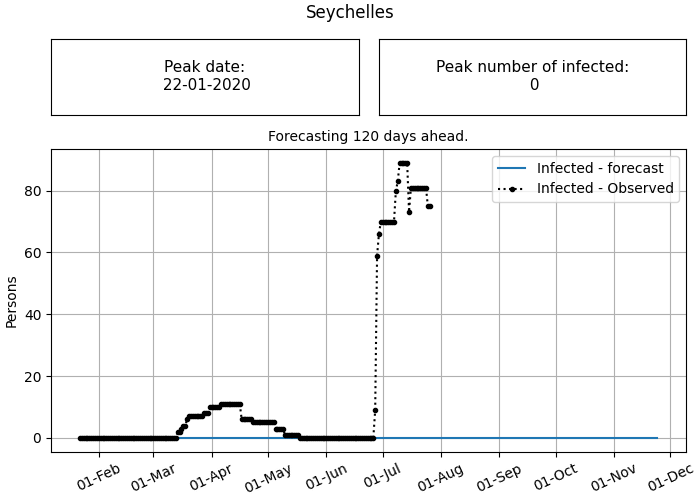 Seychelles
Peak date:
22-01-2020
Peak number of infected:
0
Forecasting 120 days ahead.
Infected - forecast
Infected - Observed
Persons
80
60
40
20
0
01-Feb
01-Mar
01-Apr
01-May
01-Jun
01-Jul
01-Aug
01-Sep
01-Oct
01-Nov
01-Dec